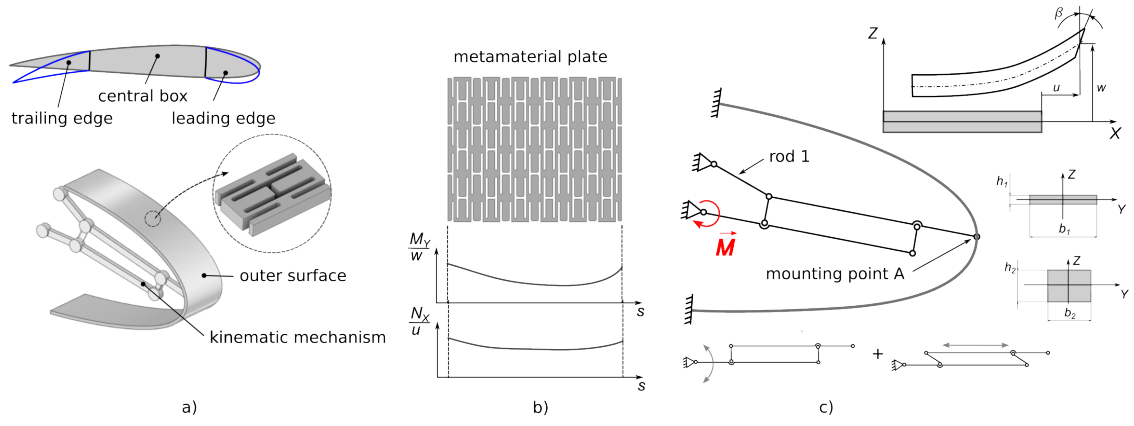 trailing edge
central box
leading edge
outer surface
kinematic mechanism
a)
metamaterial plate
M_Y
w
s
N_X
u
s
b)
rod 1
M
mounting point A
+
c)
Z
β
u
w
X
h_1
Z
Y
b_1
h_2
Z
Y
b_2